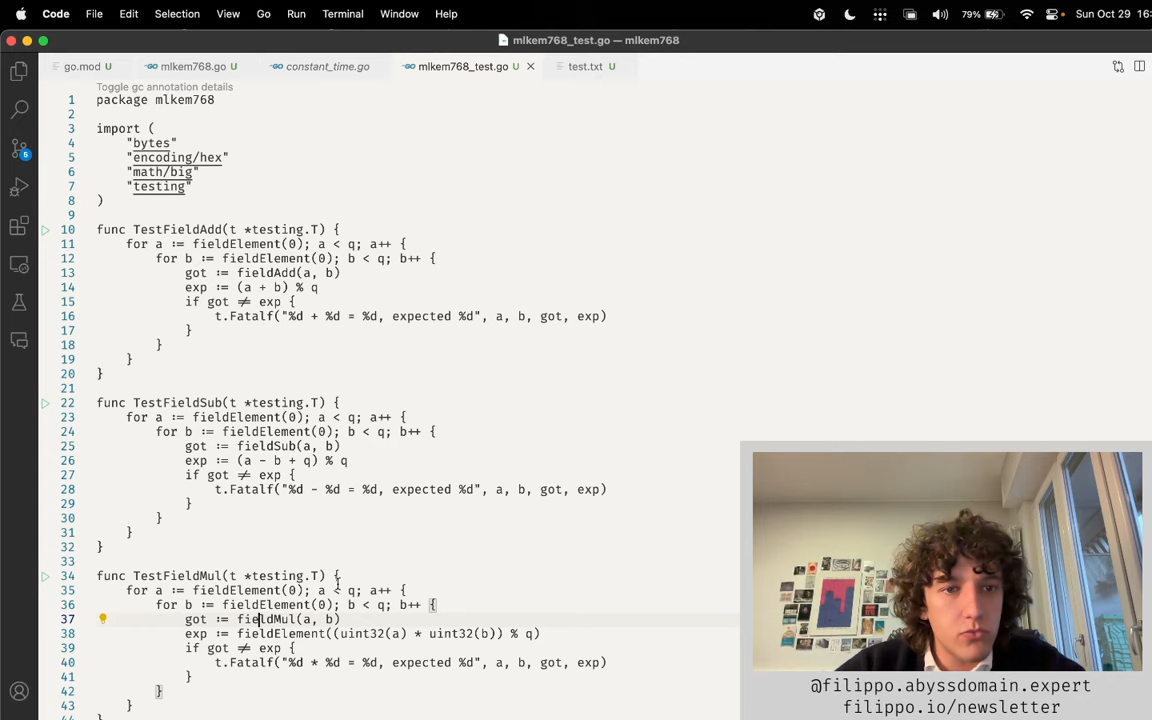 Code File Edit Selection View Go Run Terminal Window Help 79% Sun Oct 29 16:
mlkem768_test.go — mlkem768
go.mod U mlkem768.go U constant_time.go mlkem768_test.go U test.txt U
Toggle gc annotation details
1 package mlkem768
2
3 import (
4 "bytes"
5 "encoding/hex"
6 "math/big"
7 "testing"
8 )
9
10 func TestFieldAdd(t *testing.T) {
11 for a := fieldElement(0); a < q; a++ {
12 for b := fieldElement(0); b < q; b++ {
13 got := fieldAdd(a, b)
14 exp := (a + b) % q
15 if got ≠ exp {
16 t.Fatalf("%d + %d = %d, expected %d", a, b, got, exp)
17 }
18 }
19 }
20 }
21
22 func TestFieldSub(t *testing.T) {
23 for a := fieldElement(0); a < q; a++ {
24 for b := fieldElement(0); b < q; b++ {
25 got := fieldSub(a, b)
26 exp := (a - b + q) % q
27 if got ≠ exp {
28 t.Fatalf("%d - %d = %d, expected %d", a, b, got, exp)
29 }
30 }
31 }
32 }
33
34 func TestFieldMul(t *testing.T) {
35 for a := fieldElement(0); a < q; a++ {
36 for b := fieldElement(0); b < q; b++ {
37 got := fieldMul(a, b)
38 exp := fieldElement((uint32(a) * uint32(b)) % q)
39 if got ≠ exp {
40 t.Fatalf("%d * %d = %d, expected %d", a, b, got, exp)
41 }
42 }
43 }
44 }
5
@filippo.abyssdomain.expert
filippo.io/newsletter